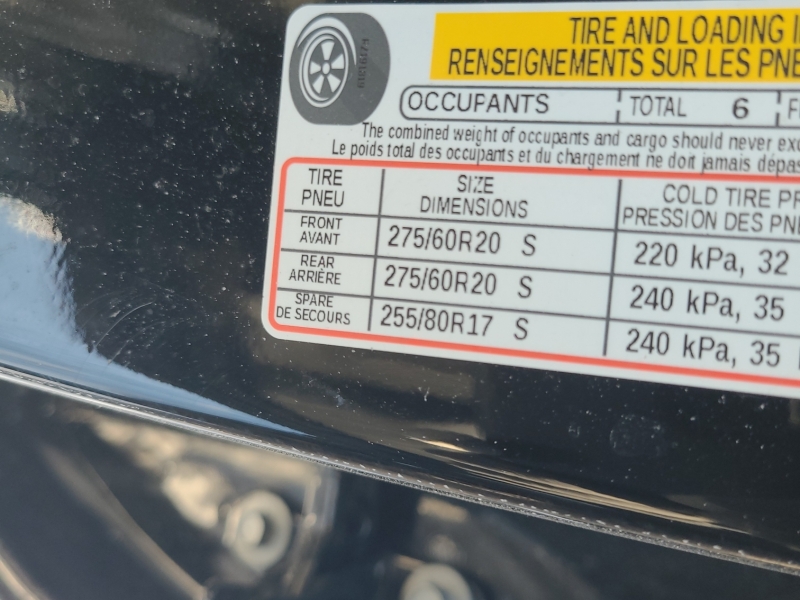 TIRE AND LOADING I
RENSEIGNEMENTS SUR LES PNE
OCCUPANTS TOTAL 6 F
The combined weight of occupants and cargo should never exc
Le poids total des occupants et du chargement ne doit jamais dépas
TIRE SIZE COLD TIRE PR
PNEU DIMENSIONS PRESSION DES PNE
FRONT
AVANT 275/60R20 S 220 kPa, 32
REAR
ARRIÈRE 275/60R20 S 240 kPa, 35
SPARE
DE SECOURS 255/80R17 S 240 kPa, 35